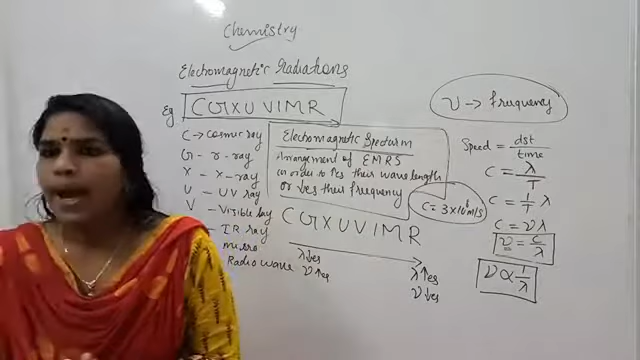 Chemistry
Electromagnetic Radiations
Eg CGXUVIMR
C → Cosmic ray
G - γ-ray
X - X-ray
U - UV ray
V - Visible ray
- IR ray
micro
Radio wave
Electromagnetic Spectrum
Arrangement of EMRS
in order to ↑es their wave length
or ↓es their frequency
CGXUVIMR
λ↓es
ν↑es
λ↑es
ν↓es
C = 3×10⁸ m/s
ν → frequency
Speed = dst/time
C = λ/T
C = 1/T λ
C = νλ
ν = C/λ
ν ∝ 1/λ